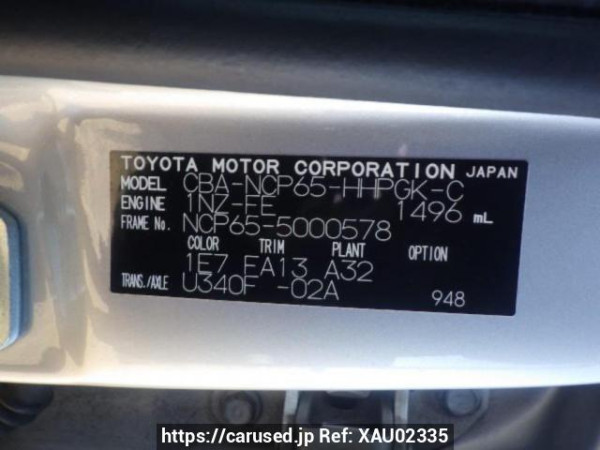 TOYOTA MOTOR CORPORATION JAPAN
MODEL CBA-NCP65-HHPGK-C
ENGINE 1NZ-FE 1496 mL
FRAME No. NCP65-5000578
COLOR TRIM PLANT OPTION
1E7 FA13 A32
TRANS./AXLE U340F -02A
948
https://carused.jp Ref: XAU02335